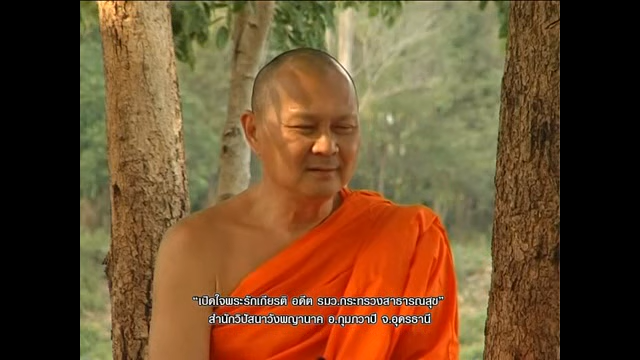 "เปิดใจพระรักเกียรติ อดีต รมว.กระทรวงสาธารณสุข"
สำนักวิปัสนาวังพญานาค อ.กุมภวาปี จ.อุดรธานี